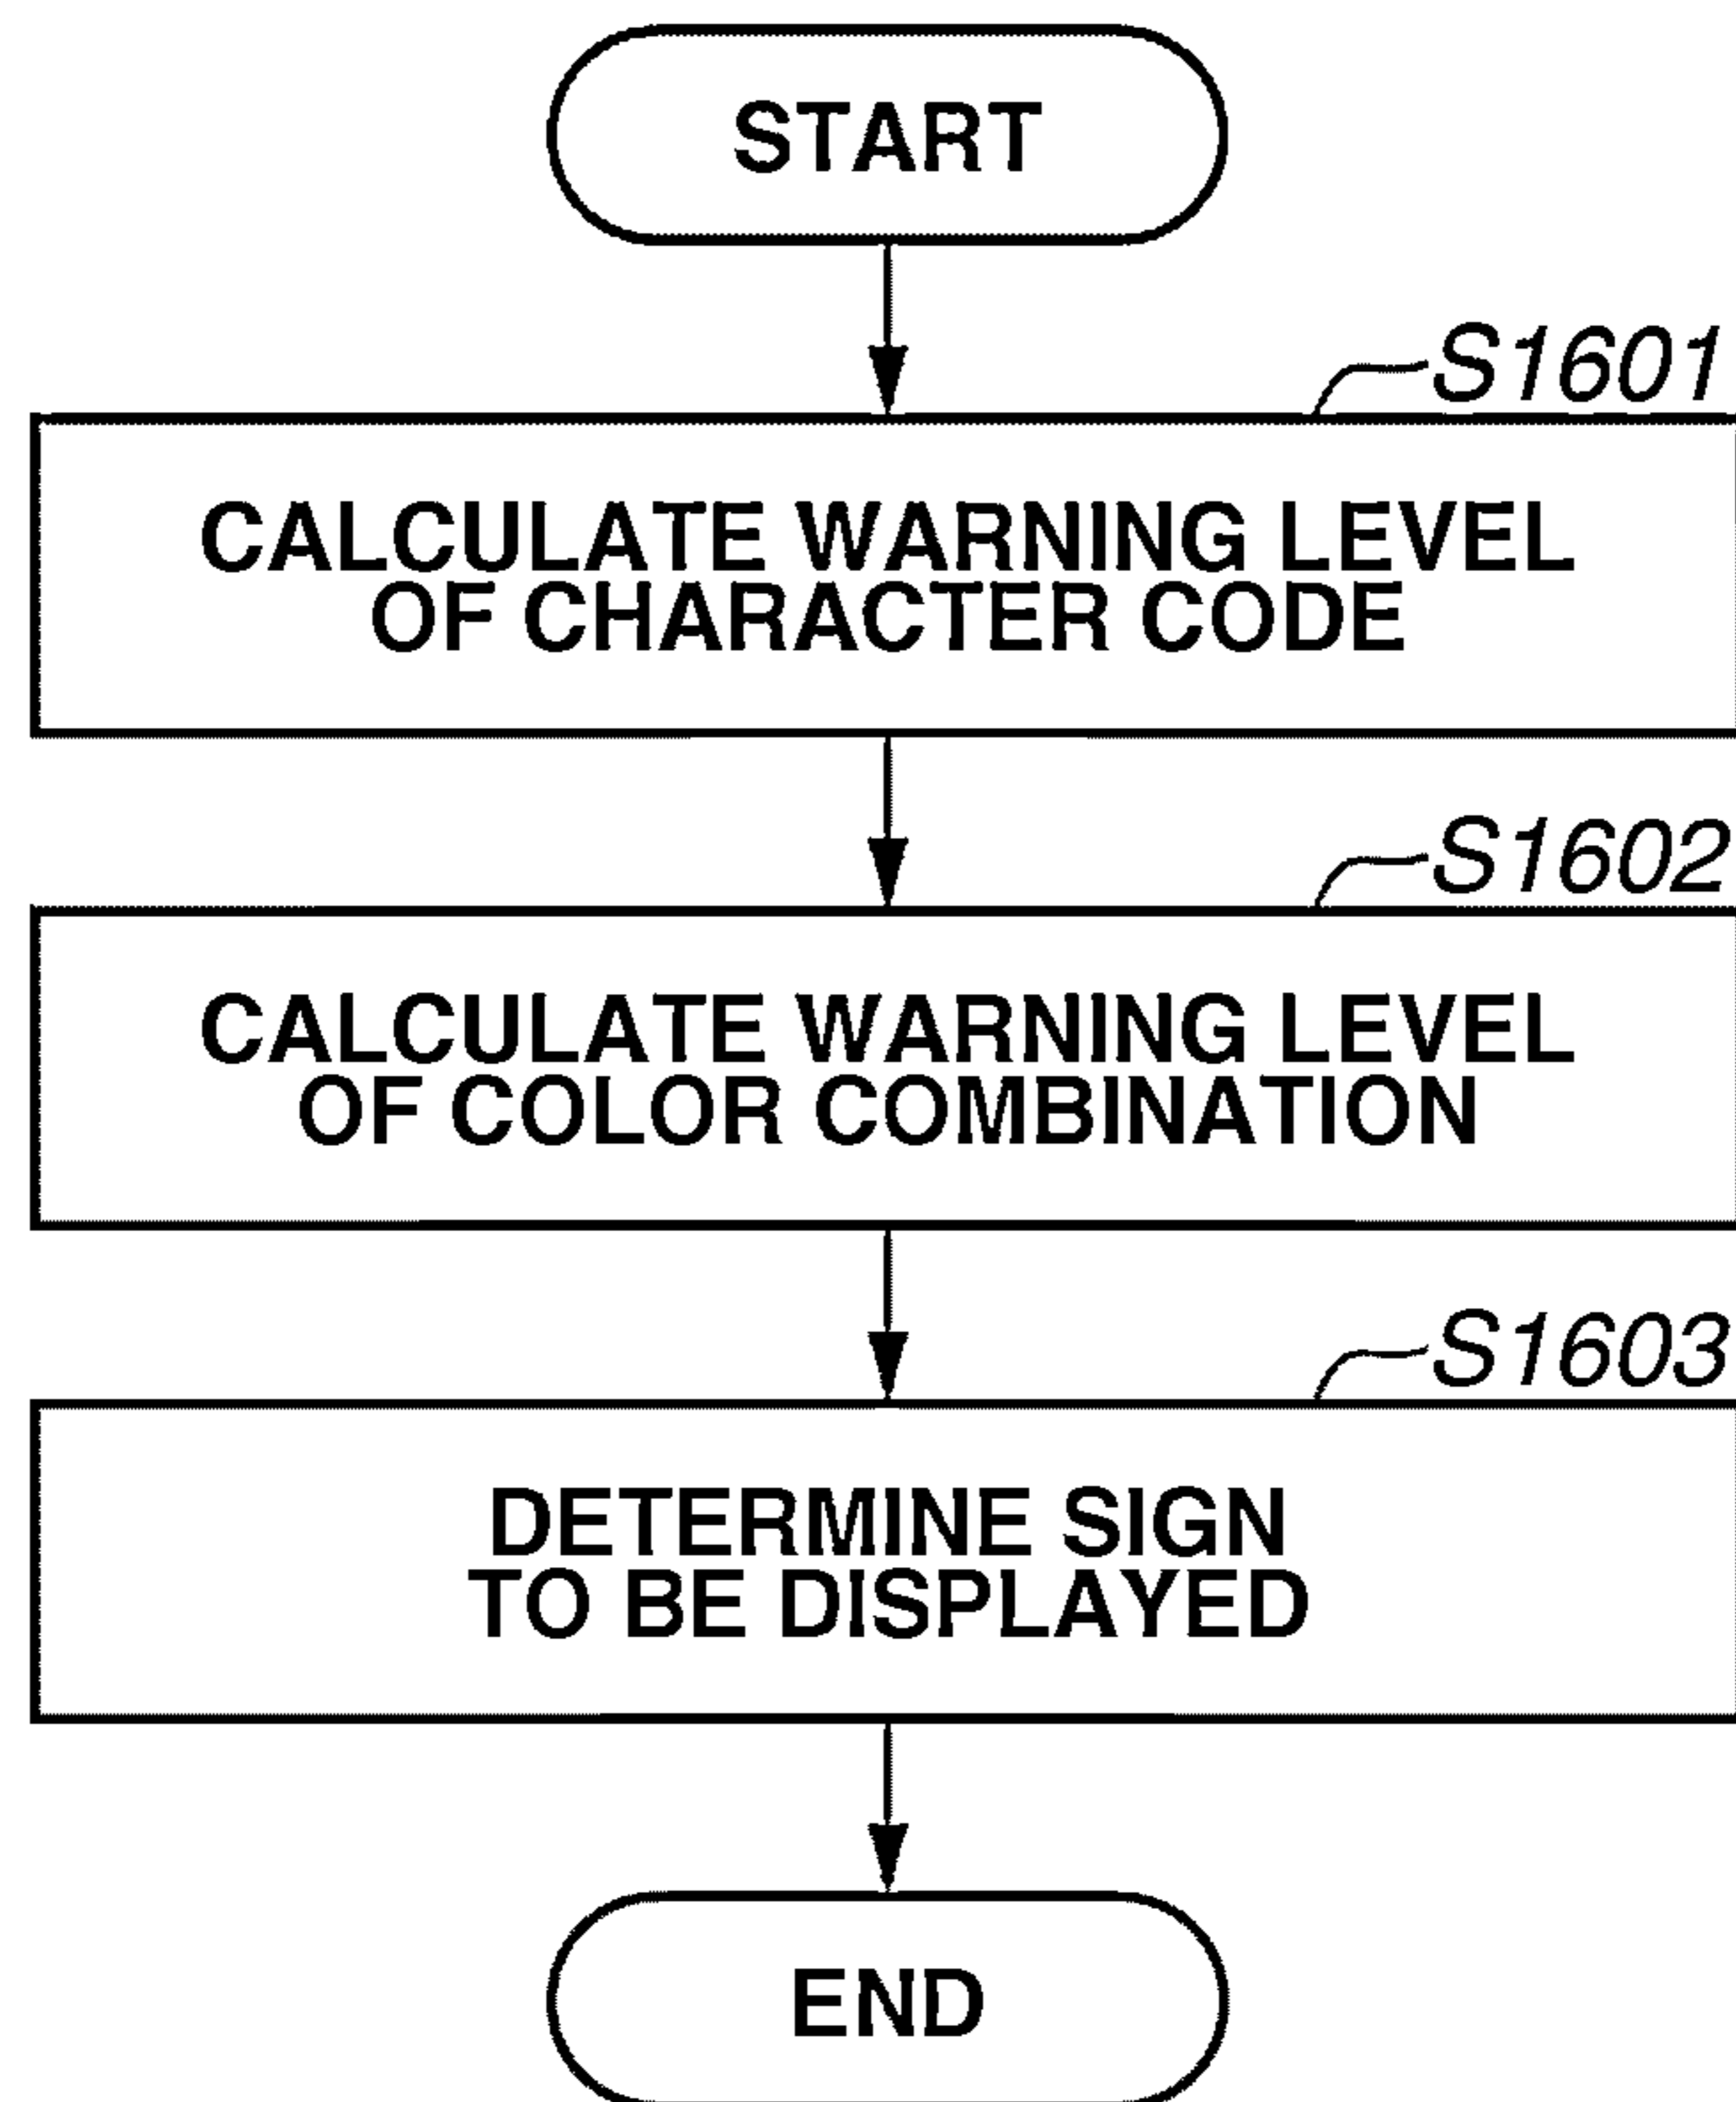 START
S1601
CALCULATE WARNING LEVEL
OF CHARACTER CODE
S1602
CALCULATE WARNING LEVEL
OF COLOR COMBINATION
S1603
DETERMINE SIGN
TO BE DISPLAYED
END